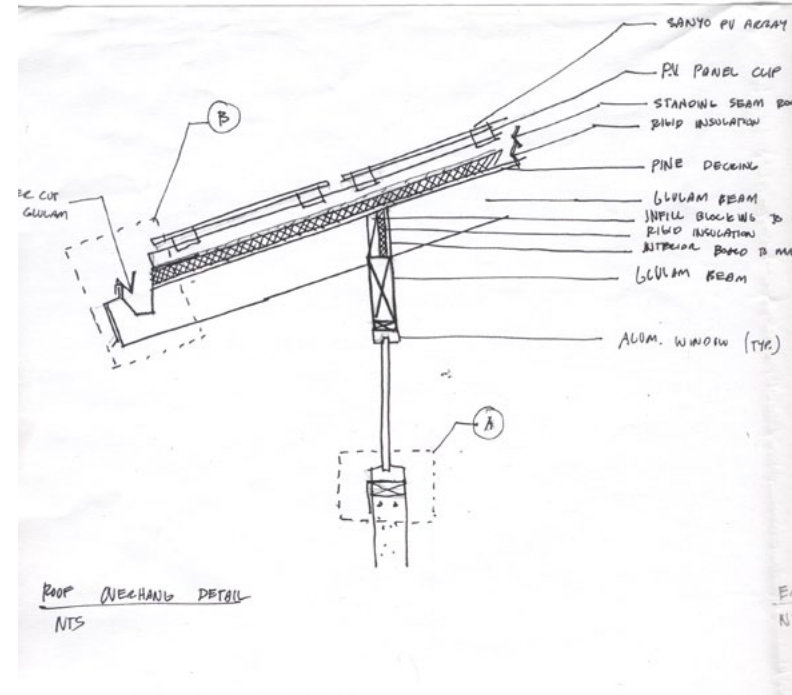 SANYO PV ARRAY
P.V PANEL CLIP
STANDING SEAM
RIGID INSULATION
PINE DECKING
GLULAM BEAM
INFILL BLOCKING TO
RIGID INSULATION
INTERIOR BOARD TO
GLULAM BEAM
ALUM. WINDOW (TYP.)
B
CUT
GLULAM
A
ROOF OVERHANG DETAIL
NTS